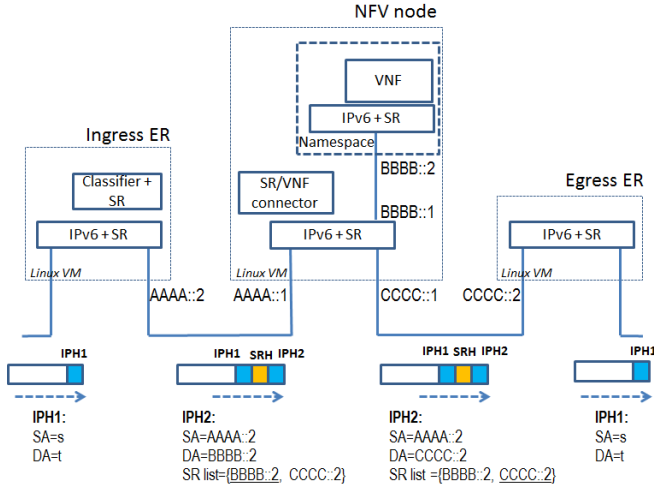 NFV node
VNF
IPv6 + SR
Namespace
Ingress ER
Classifier +
SR
SR/VNF
connector
BBBB::2
BBBB::1
Egress ER
IPv6 + SR
IPv6 + SR
IPv6 + SR
Linux VM
Linux VM
Linux VM
AAAA::2
AAAA::1
CCCC::1
CCCC::2
IPH1
IPH1 SRH IPH2
IPH1 SRH IPH2
IPH1
IPH1:
SA=s
DA=t
IPH2:
SA=AAAA::2
DA=BBBB::2
SR list={BBBB::2, CCCC::2}
IPH2:
SA=AAAA::2
DA=CCCC::2
SR list ={BBBB::2, CCCC::2}
IPH1:
SA=s
DA=t